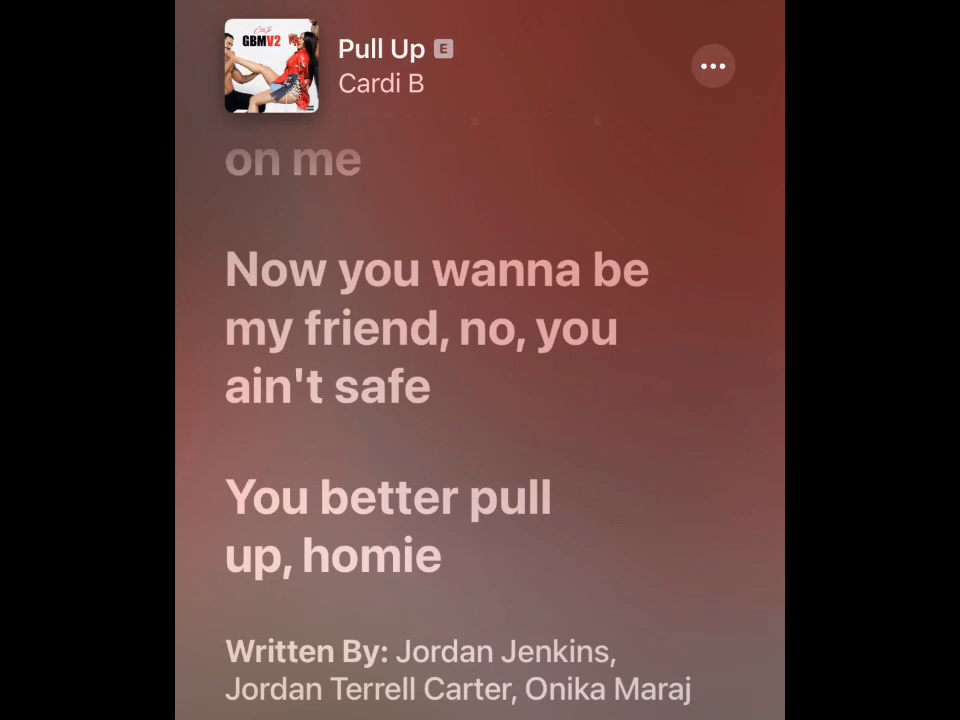 GBMV2
Pull Up E
Cardi B
on me
Now you wanna be
my friend, no, you
ain't safe
You better pull
up, homie
Written By: Jordan Jenkins,
Jordan Terrell Carter, Onika Maraj